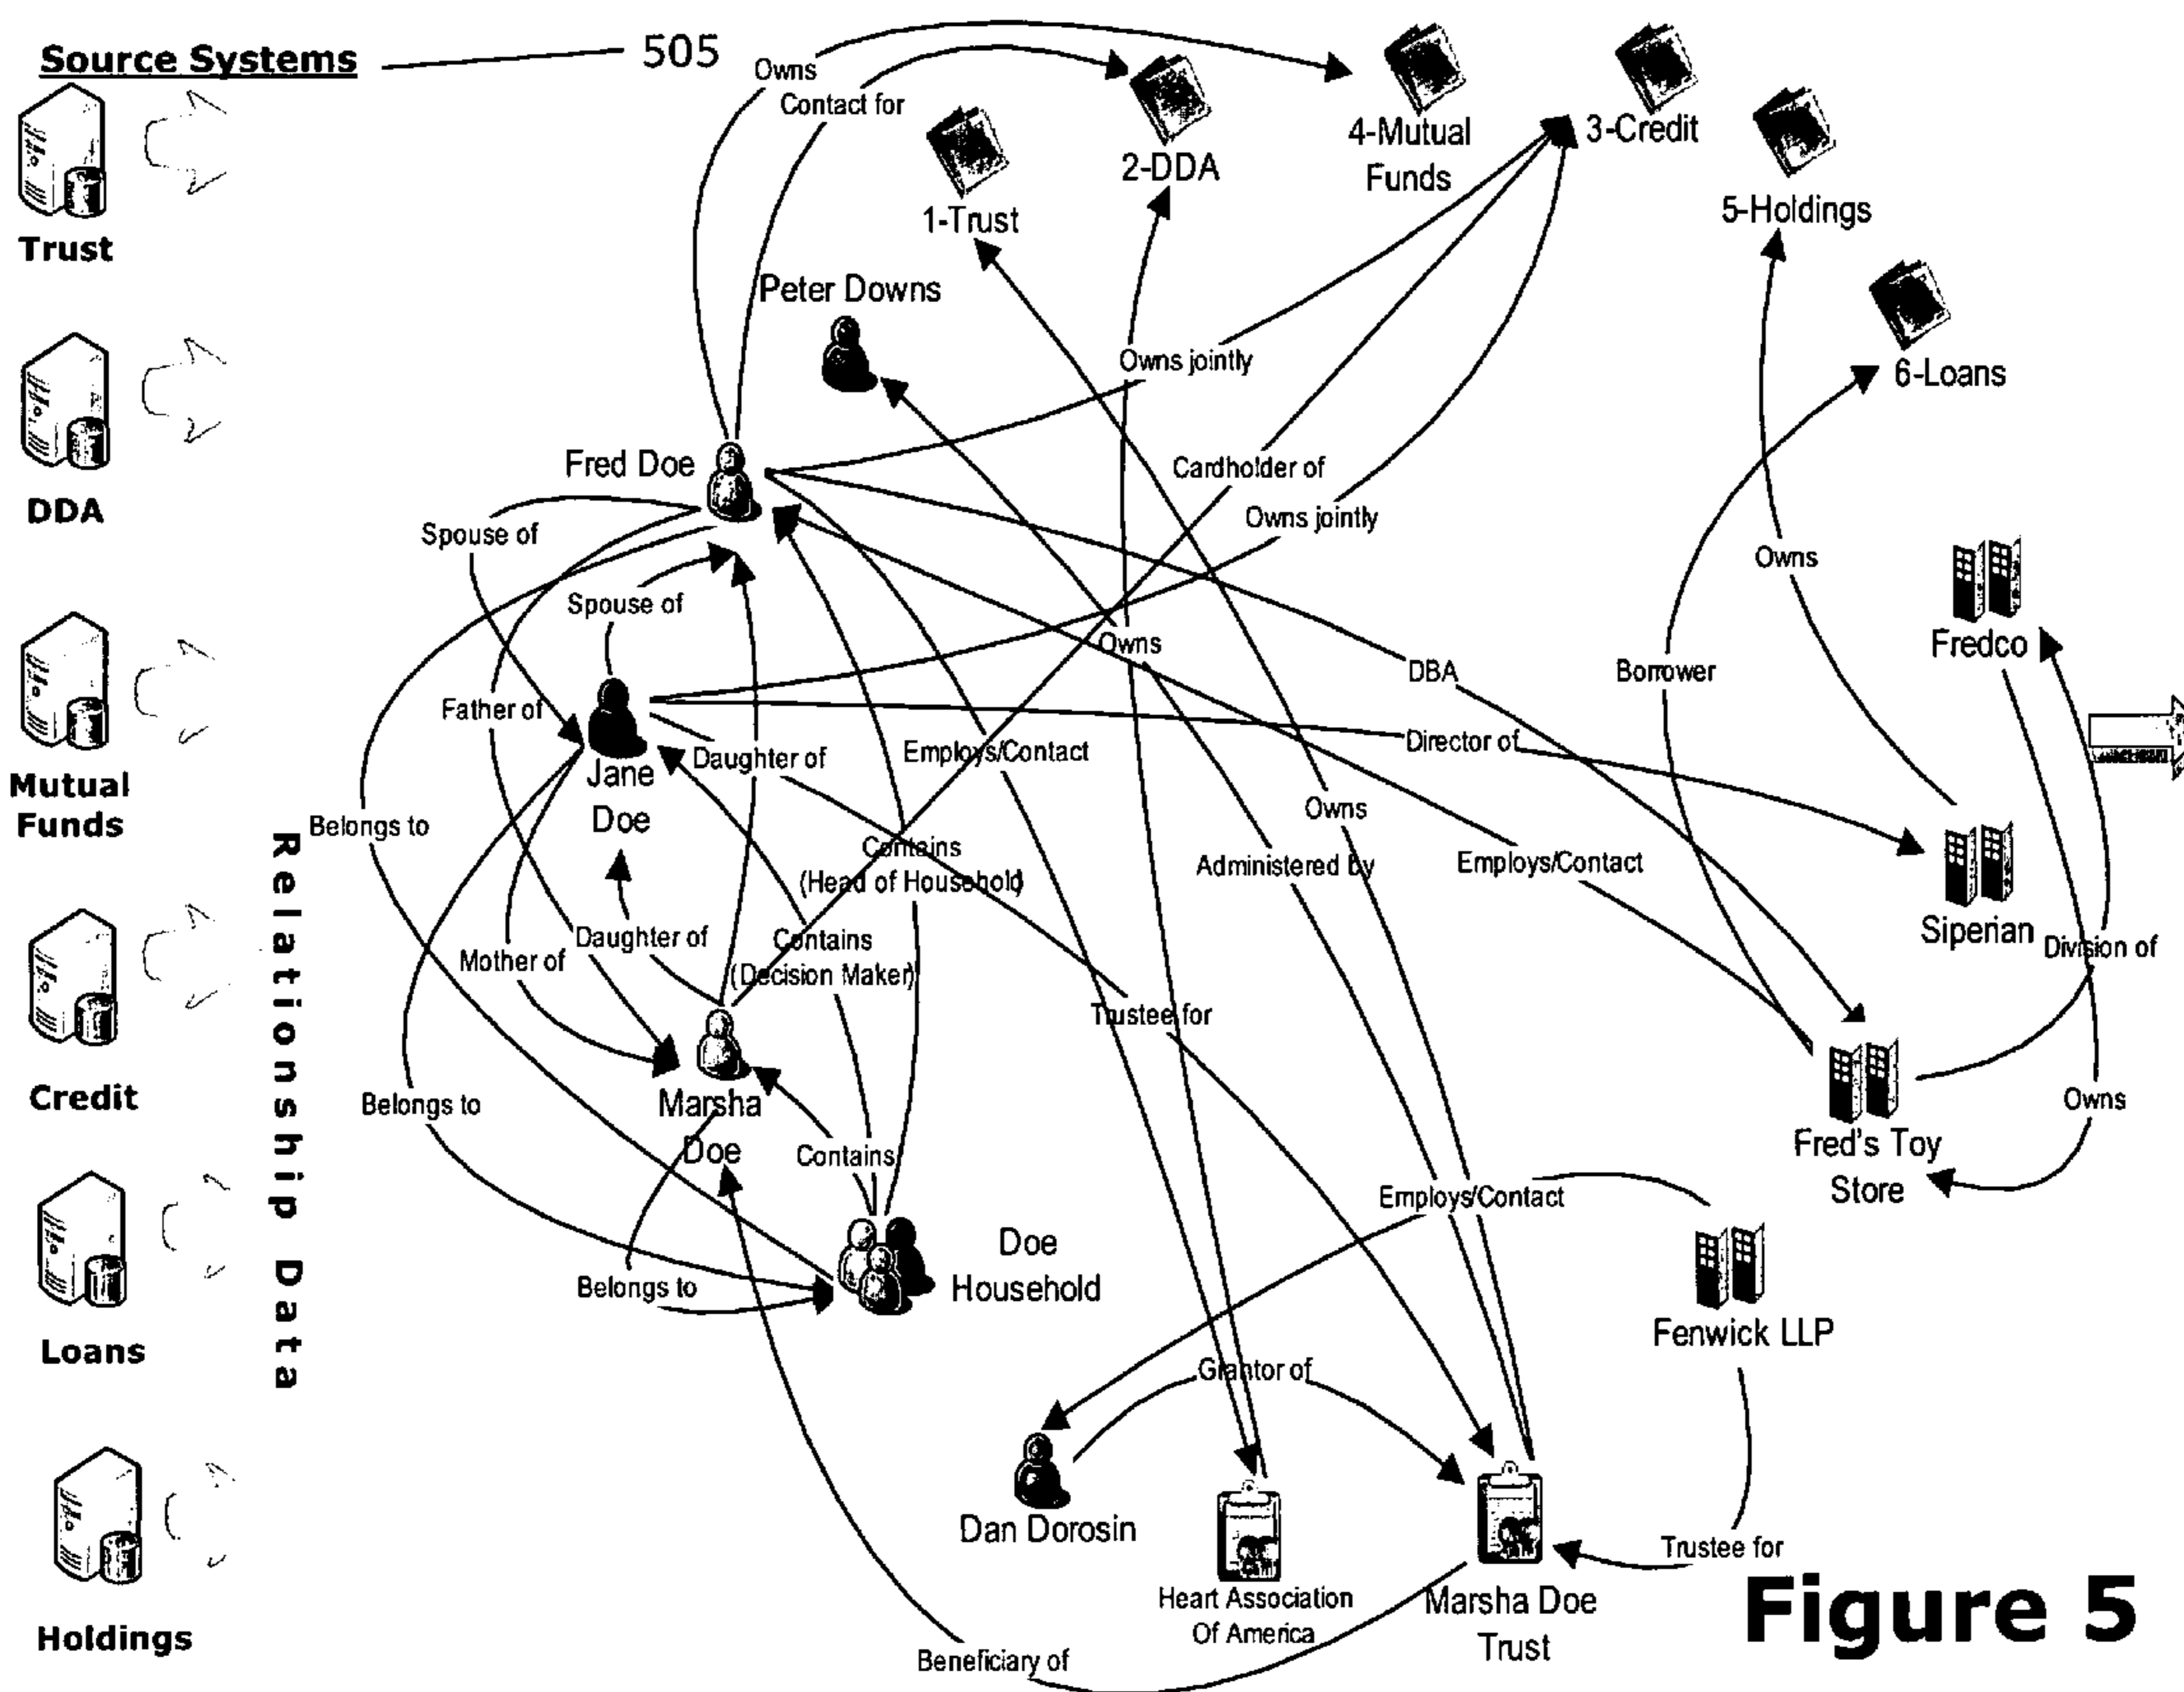 Source Systems
505
Trust
DDA
Mutual
Funds
Credit
Loans
Holdings
Relationship Data
Owns
Contact for
1-Trust
2-DDA
4-Mutual
Funds
3-Credit
5-Holdings
6-Loans
Peter Downs
Owns jointly
Fred Doe
Cardholder of
Owns jointly
Spouse of
Spouse of
Owns
Owns
Fredco
DBA
Borrower
Father of
Director of
Jane
Doe
Daughter of
Employs/Contact
Owns
Belongs to
Contains
(Head of Household)
Administered by
Employs/Contact
Siperian
Division of
Mother of
Daughter of
Contains
(Decision Maker)
Trustee for
Marsha
Doe
Belongs to
Contains
Owns
Fred's Toy
Store
Employs/Contact
Doe
Household
Belongs to
Fenwick LLP
Grantor of
Dan Dorosin
Heart Association
Of America
Marsha Doe
Trust
Trustee for
Beneficiary of
Figure 5